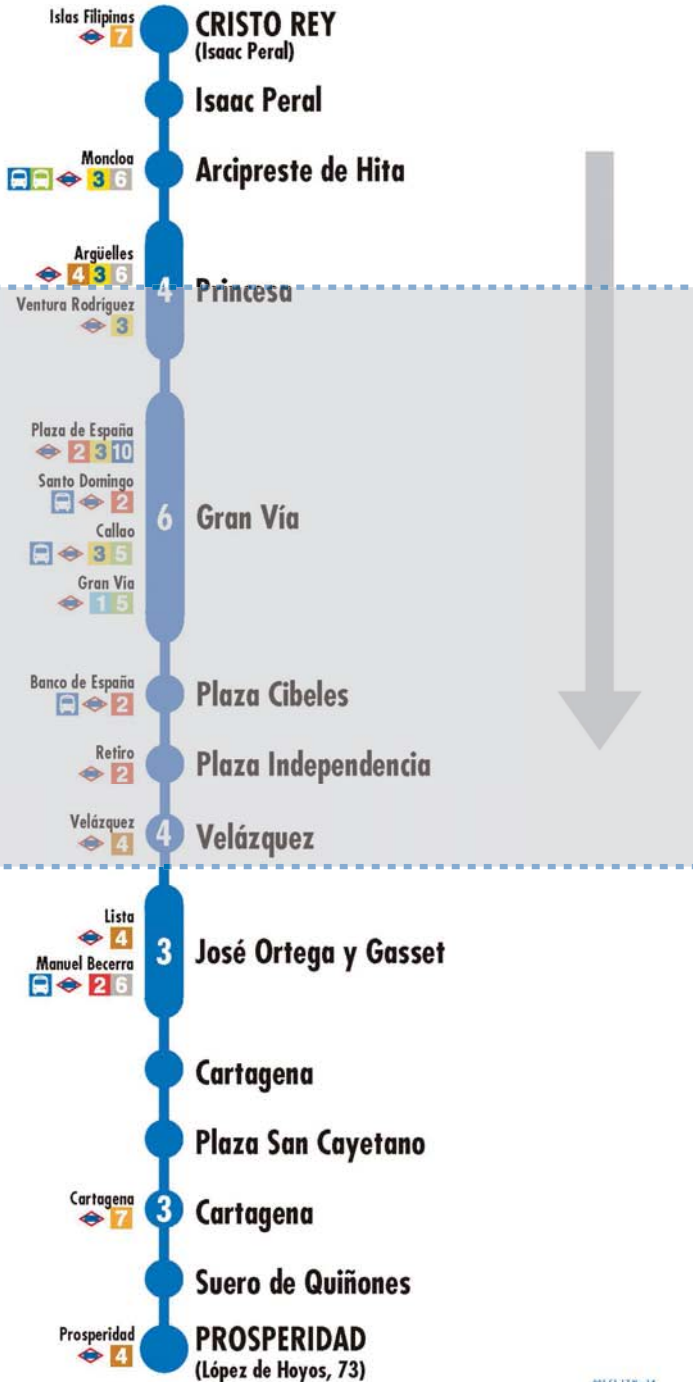 Islas Filipinas
7
CRISTO REY
(Isaac Peral)
Isaac Peral
Moncloa
3 6
Arcipreste de Hita
Argüelles
4 3 6
4
Princesa
Ventura Rodríguez
3
Plaza de España
2 3 10
Santo Domingo
2
Callao
3 5
Gran Vía
1 5
6
Gran Vía
Banco de España
2
Plaza Cibeles
Retiro
2
Plaza Independencia
Velázquez
4
4
Velázquez
Lista
4
Manuel Becerra
2 6
3
José Ortega y Gasset
Cartagena
Plaza San Cayetano
Cartagena
7
3
Cartagena
Suero de Quiñones
Prosperidad
4
PROSPERIDAD
(López de Hoyos, 73)